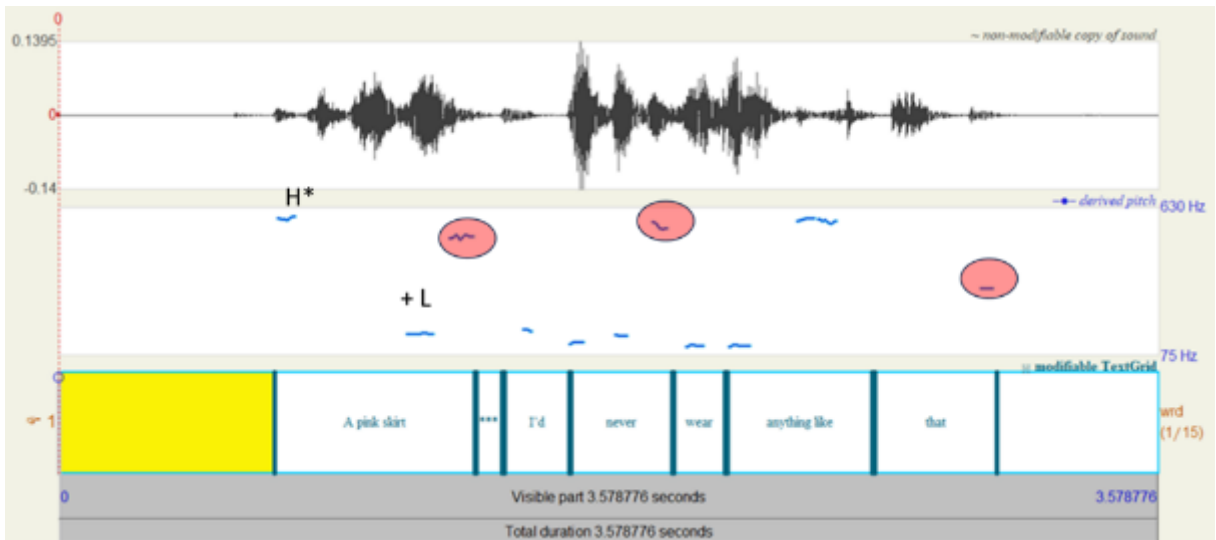 0
0.1395
~ non-modifiable copy of sound
0
-0.14
H*
derived pitch
630 Hz
+ L
75 Hz
modifiable TextGrid
1
A pink skirt
***
I'd
never
wear
anything like
that
wrd
(1/15)
0
Visible part 3.578776 seconds
3.578776
Total duration 3.578776 seconds